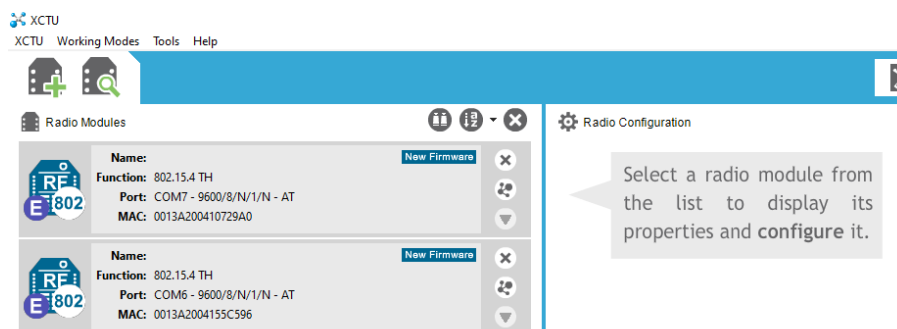 XCTU
XCTU Working Modes Tools Help
Radio Modules
Radio Configuration
Name:
New Firmware
Function: 802.15.4 TH
Port: COM7 - 9600/8/N/1/N - AT
MAC: 0013A200410729A0
RF
E 802
Name:
New Firmware
Function: 802.15.4 TH
Port: COM6 - 9600/8/N/1/N - AT
MAC: 0013A2004155C596
RF
E 802
Select a radio module from
the list to display its
properties and configure it.